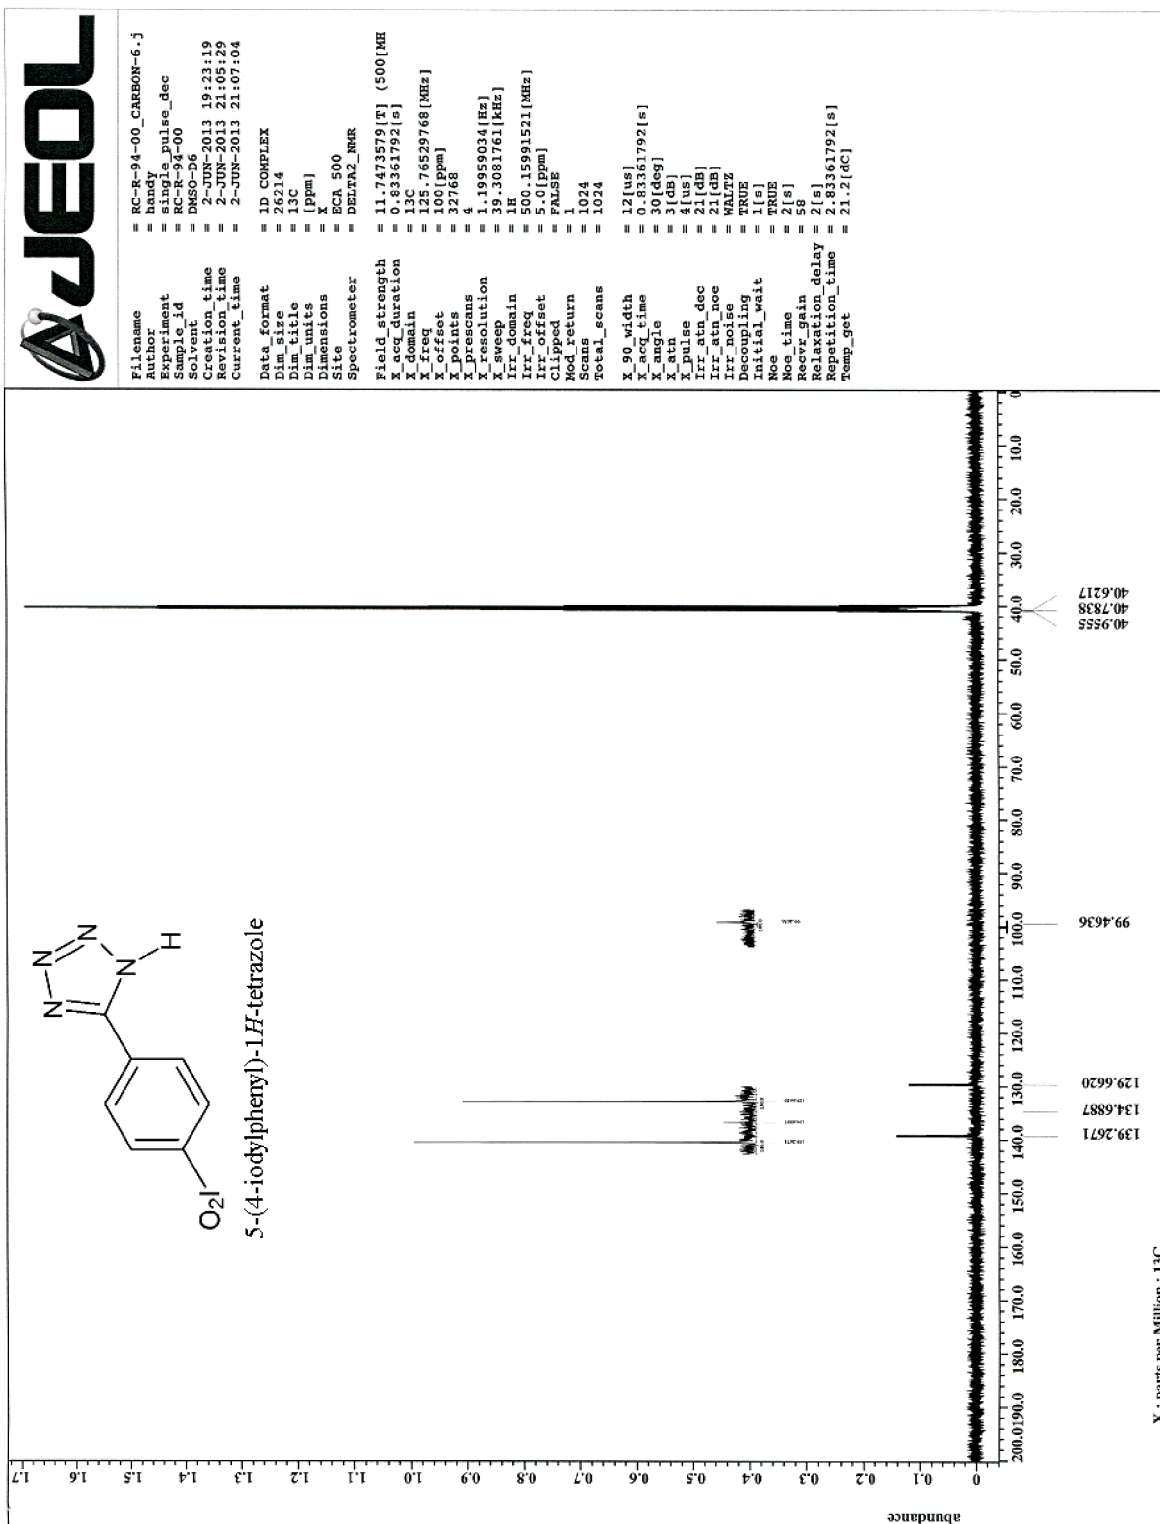 JEOL
Filename = RC-R-94-00_CARBON-6.j
Author = handy
Experiment = single_pulse_dec
Sample_id = RC-R-94-00
Solvent = DMSO-D6
Creation_time = 2-JUN-2013 19:23:19
Revision_time = 2-JUN-2013 21:05:29
Current_time = 2-JUN-2013 21:07:04
Data_format = 1D COMPLEX
Dim_size = 26214
Dim_title = 13C
Dim_units = [ppm]
Dimensions = X
Site = ECA 500
Spectrometer = DELTA2_NMR
Field_strength = 11.7473579[T] (500[MH
X_acq_duration = 0.83361792[s]
X_domain = 13C
X_freq = 125.76529768[MHz]
X_offset = 100[ppm]
X_points = 32768
X_prescans = 4
X_resolution = 1.19959034[Hz]
X_sweep = 39.3081761[kHz]
Irr_domain = 1H
Irr_freq = 500.15991521[MHz]
Irr_offset = 5.0[ppm]
Clipped = FALSE
Mod_return = 1
Scans = 1024
Total_scans = 1024
X_90_width = 12[us]
X_acq_time = 0.83361792[s]
X_angle = 30[deg]
X_atn = 3[dB]
X_pulse = 4[us]
Irr_atn_dec = 21[dB]
Irr_atn_noe = 21[dB]
Irr_noise = WALTZ
Decoupling = TRUE
Initial_wait = 1[s]
Noe = TRUE
Noe_time = 2[s]
Recvr_gain = 58
Relaxation_delay = 2[s]
Repetition_time = 2.83361792[s]
Temp_get = 21.2[dC]
N N
N N
H
O2I
5-(4-iodylphenyl)-1H-tetrazole
abundance
1.7 1.6 1.5 1.4 1.3 1.2 1.1 1.0 0.9 0.8 0.7 0.6 0.5 0.4 0.3 0.2 0.1 0
200.0 190.0 180.0 170.0 160.0 150.0 140.0 130.0 120.0 110.0 100.0 90.0 80.0 70.0 60.0 50.0 40.0 30.0 20.0 10.0 0
139.2671
134.6887
129.6620
99.4636
40.9555
40.7838
40.6217
X : parts per Million : 13C